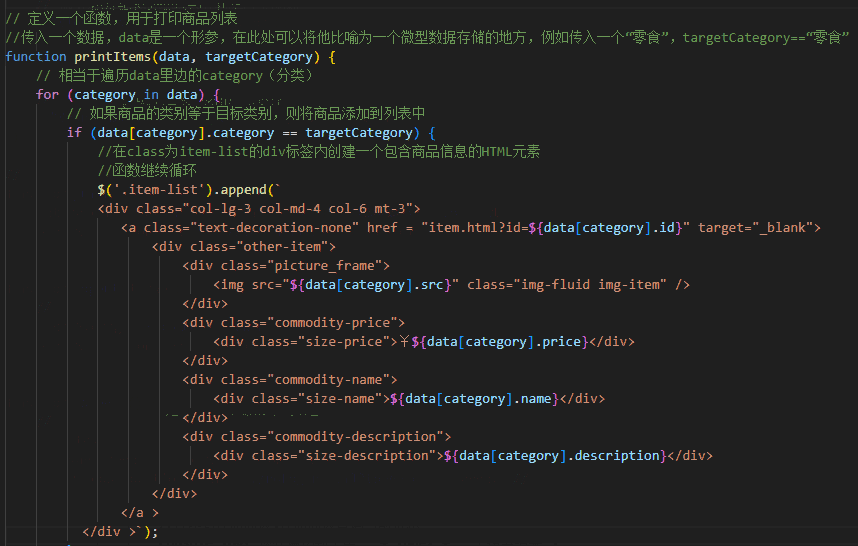 // 定义一个函数，用于打印商品列表
//传入一个数据，data是一个形参，在此处可以将他比喻为一个微型数据存储的地方，例如传入一个“零食”，targetCategory==“零食”
function printItems(data, targetCategory) {
// 相当于遍历data里边的category（分类）
for (category in data) {
// 如果商品的类别等于目标类别，则将商品添加到列表中
if (data[category].category == targetCategory) {
//在class为item-list的div标签内创建一个包含商品信息的HTML元素
//函数继续循环
$('.item-list').append(`
<div class="col-lg-3 col-md-4 col-6 mt-3">
<a class="text-decoration-none" href = "item.html?id=${data[category].id}" target="_blank">
<div class="other-item">
<div class="picture_frame">
<img src="${data[category].src}" class="img-fluid img-item" />
</div>
<div class="commodity-price">
<div class="size-price">￥${data[category].price}</div>
</div>
<div class="commodity-name">
<div class="size-name">${data[category].name}</div>
</div>
<div class="commodity-description">
<div class="size-description">${data[category].description}</div>
</div>
</div>
</a >
</div >`);